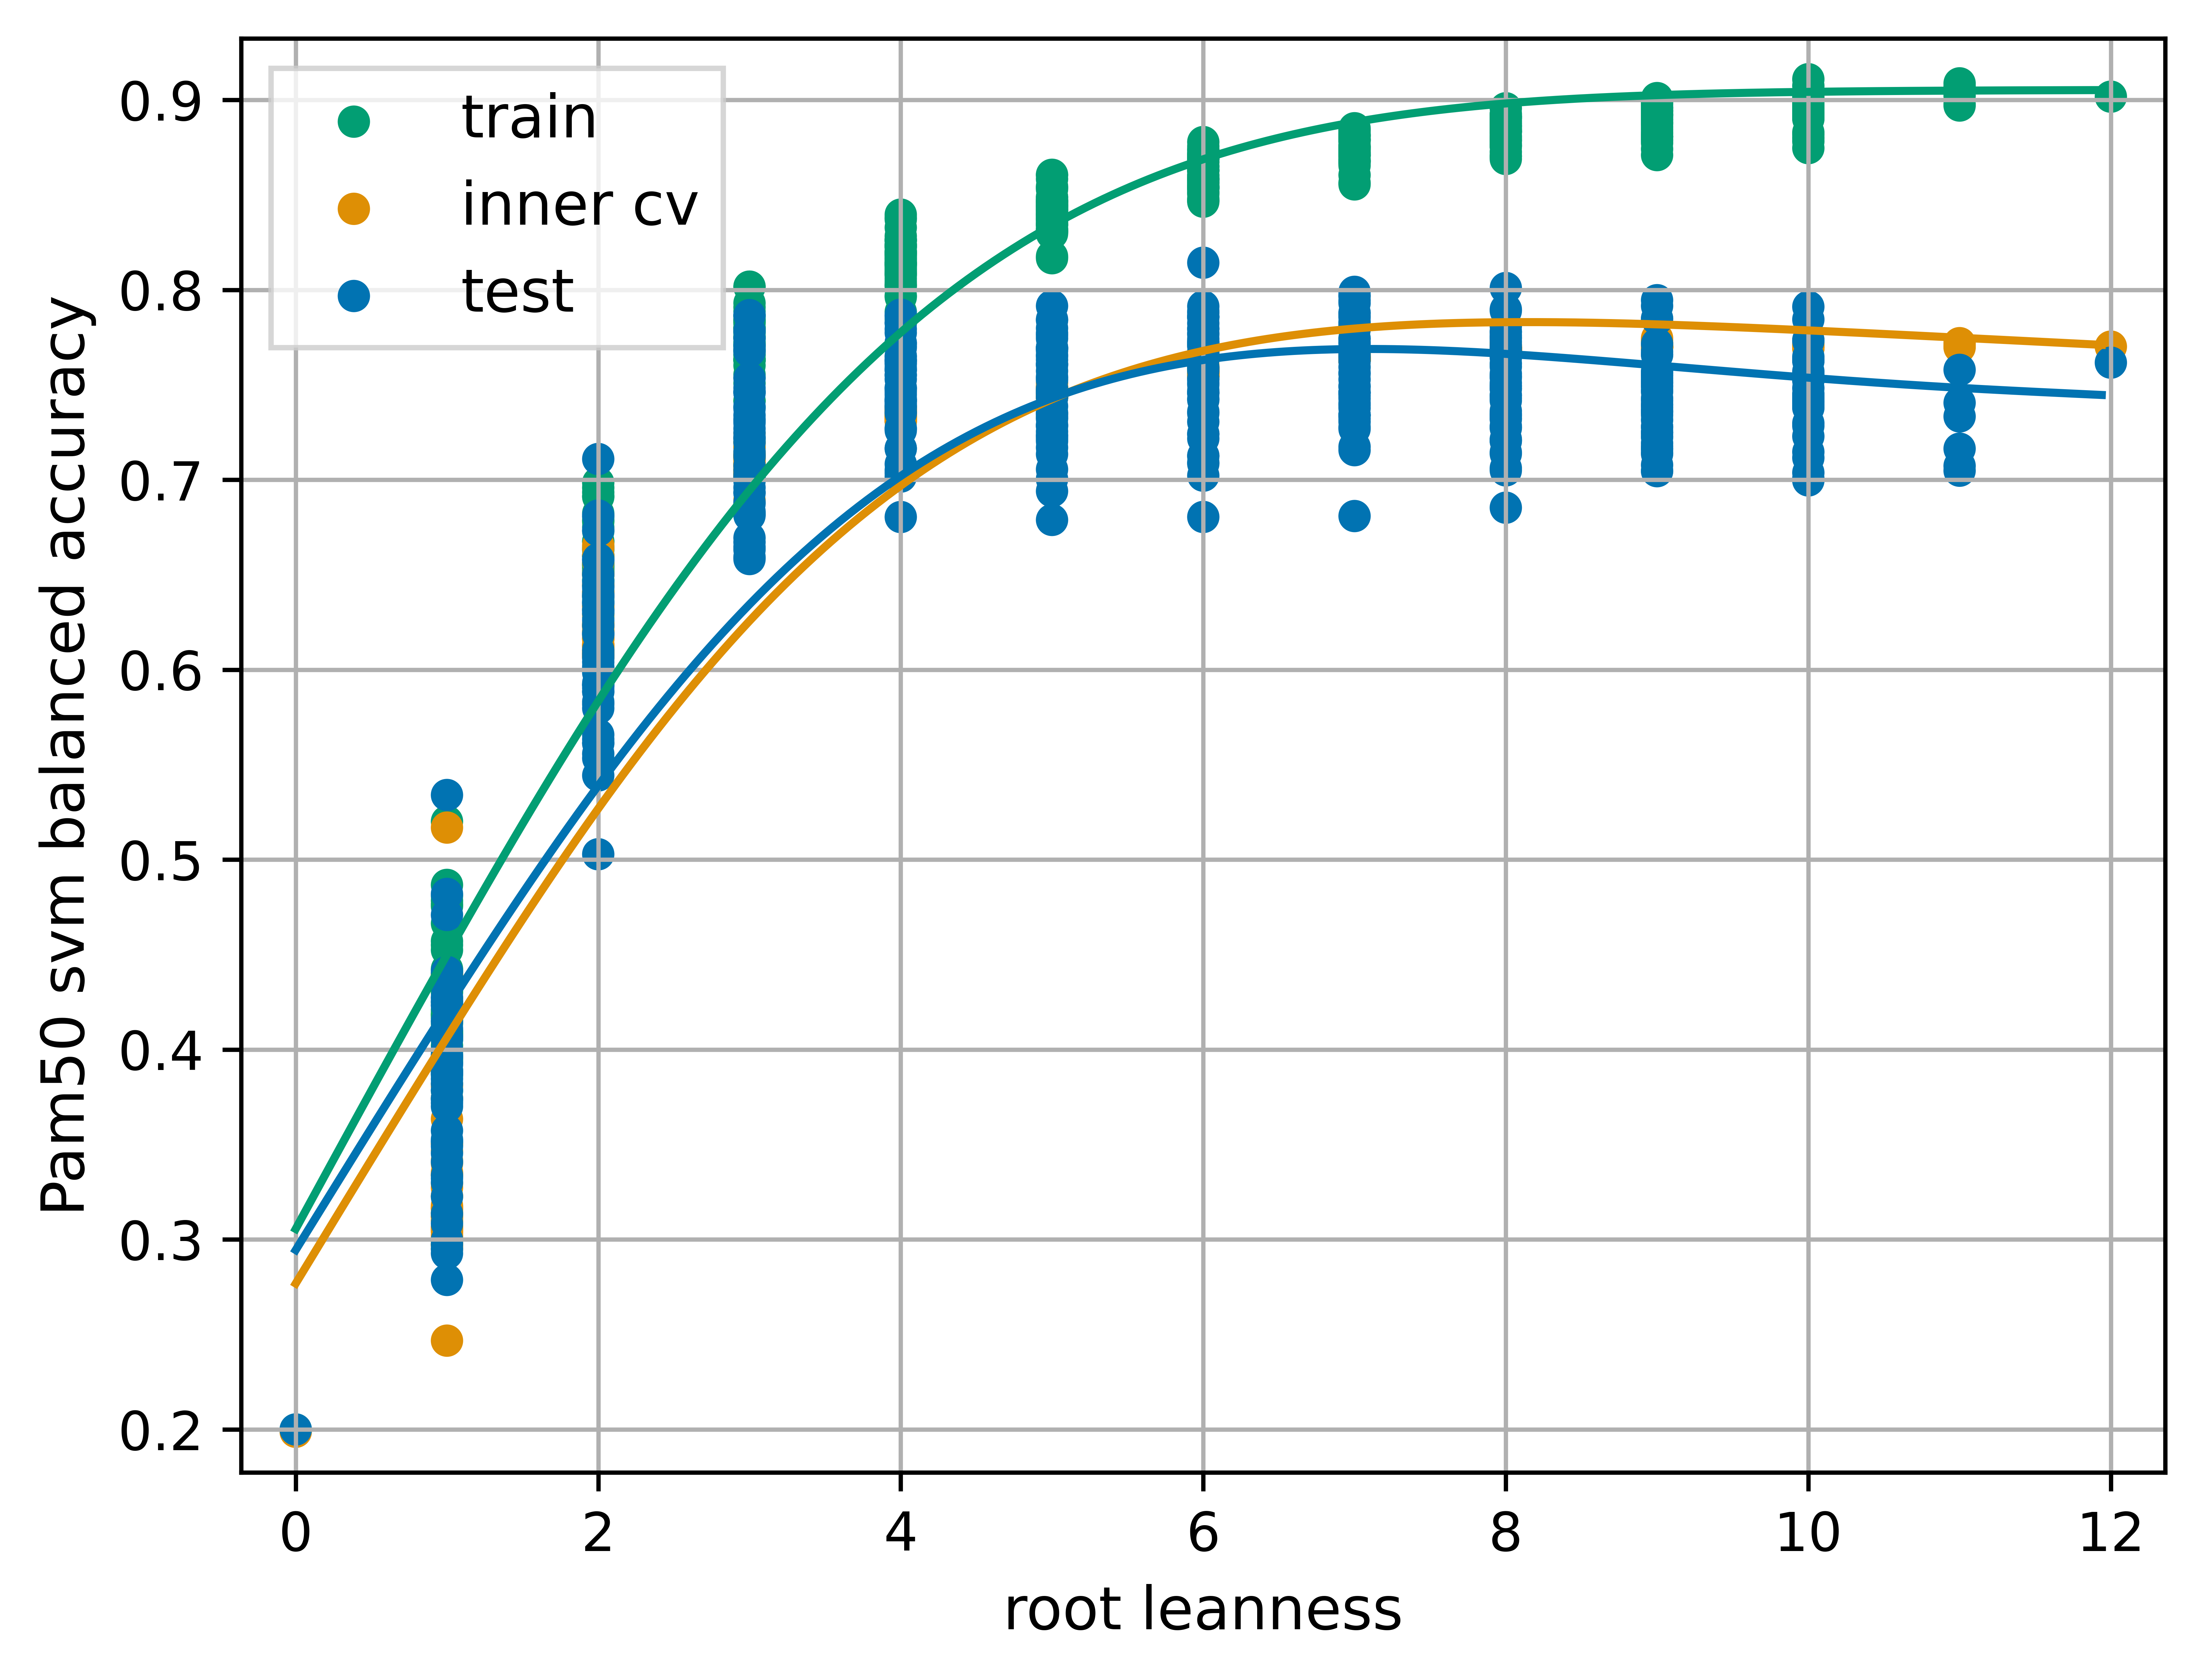 train
inner cv
test
Pam50 svm balanced accuracy
0.9
0.8
0.7
0.6
0.5
0.4
0.3
0.2
0 2 4 6 8 10 12
root leanness